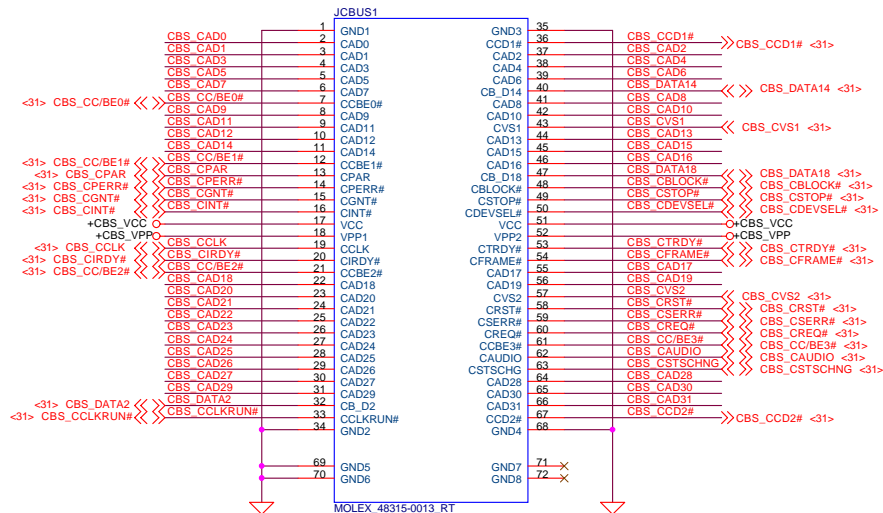 JCBUS1
1 GND1 GND3 35
CBS_CAD0 2 CAD0 CCD1# 36 CBS_CCD1# CBS_CCD1# <31>
CBS_CAD1 3 CAD1 CAD2 37 CBS_CAD2
CBS_CAD3 4 CAD3 CAD4 38 CBS_CAD4
CBS_CAD5 5 CAD5 CAD6 39 CBS_CAD6
CBS_CAD7 6 CAD7 CB_D14 40 CBS_DATA14 CBS_DATA14 <31>
<31> CBS_CC/BE0# CBS_CC/BE0# 7 CCBE0# CAD8 41 CBS_CAD8
CBS_CAD9 8 CAD9 CAD10 42 CBS_CAD10
CBS_CAD11 9 CAD11 CVS1 43 CBS_CVS1 CBS_CVS1 <31>
CBS_CAD12 10 CAD12 CAD13 44 CBS_CAD13
CBS_CAD14 11 CAD14 CAD15 45 CBS_CAD15
<31> CBS_CC/BE1# CBS_CC/BE1# 12 CCBE1# CAD16 46 CBS_CAD16
<31> CBS_CPAR CBS_CPAR 13 CPAR CB_D18 47 CBS_DATA18 CBS_DATA18 <31>
<31> CBS_CPERR# CBS_CPERR# 14 CPERR# CBLOCK# 48 CBS_CBLOCK# CBS_CBLOCK# <31>
<31> CBS_CGNT# CBS_CGNT# 15 CGNT# CSTOP# 49 CBS_CSTOP# CBS_CSTOP# <31>
<31> CBS_CINT# CBS_CINT# 16 CINT# CDEVSEL# 50 CBS_CDEVSEL# CBS_CDEVSEL# <31>
+CBS_VCC 17 VCC VCC 51 +CBS_VCC
+CBS_VPP 18 VPP1 VPP2 52 +CBS_VPP
<31> CBS_CCLK CBS_CCLK 19 CCLK CTRDY# 53 CBS_CTRDY# CBS_CTRDY# <31>
<31> CBS_CIRDY# CBS_CIRDY# 20 CIRDY# CFRAME# 54 CBS_CFRAME# CBS_CFRAME# <31>
<31> CBS_CC/BE2# CBS_CC/BE2# 21 CCBE2# CAD17 55 CBS_CAD17
CBS_CAD18 22 CAD18 CAD19 56 CBS_CAD19
CBS_CAD20 23 CAD20 CVS2 57 CBS_CVS2 CBS_CVS2 <31>
CBS_CAD21 24 CAD21 CRST# 58 CBS_CRST# CBS_CRST# <31>
CBS_CAD22 25 CAD22 CSERR# 59 CBS_CSERR# CBS_CSERR# <31>
CBS_CAD23 26 CAD23 CREQ# 60 CBS_CREQ# CBS_CREQ# <31>
CBS_CAD24 27 CAD24 CCBE3# 61 CBS_CC/BE3# CBS_CC/BE3# <31>
CBS_CAD25 28 CAD25 CAUDIO 62 CBS_CAUDIO CBS_CAUDIO <31>
CBS_CAD26 29 CAD26 CSTSCHG 63 CBS_CSTSCHNG CBS_CSTSCHNG <31>
CBS_CAD27 30 CAD27 CAD28 64 CBS_CAD28
CBS_CAD29 31 CAD29 CAD30 65 CBS_CAD30
<31> CBS_DATA2 CBS_DATA2 32 CB_D2 CAD31 66 CBS_CAD31
<31> CBS_CCLKRUN# CBS_CCLKRUN# 33 CCLKRUN# CCD2# 67 CBS_CCD2# CBS_CCD2# <31>
34 GND2 GND4 68
69 GND5 GND7 71
70 GND6 GND8 72
MOLEX_48315-0013_RT